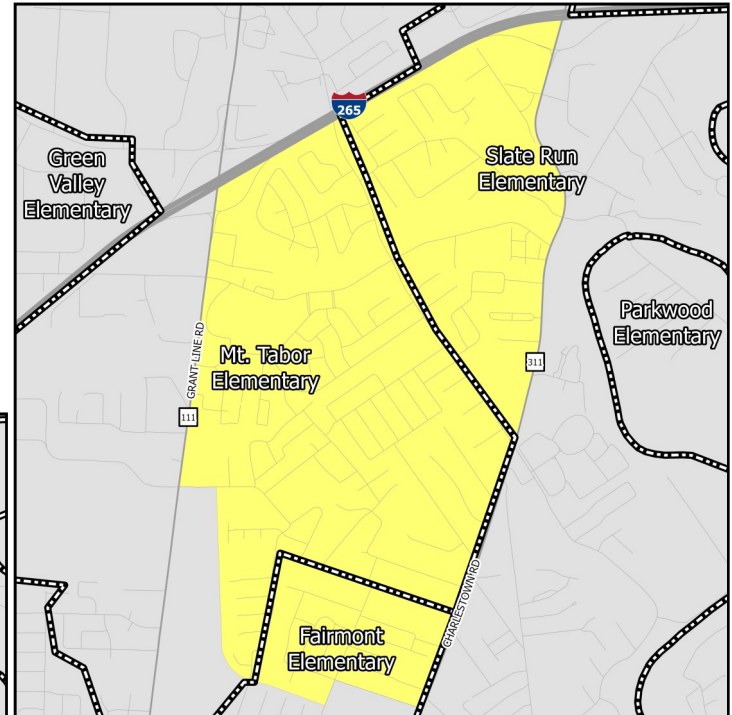 265
Green
Valley
Elementary
Slate Run
Elementary
Parkwood
Elementary
GRANT LINE RD
Mt. Tabor
Elementary
311
111
CHARLESTOWN RD
Fairmont
Elementary